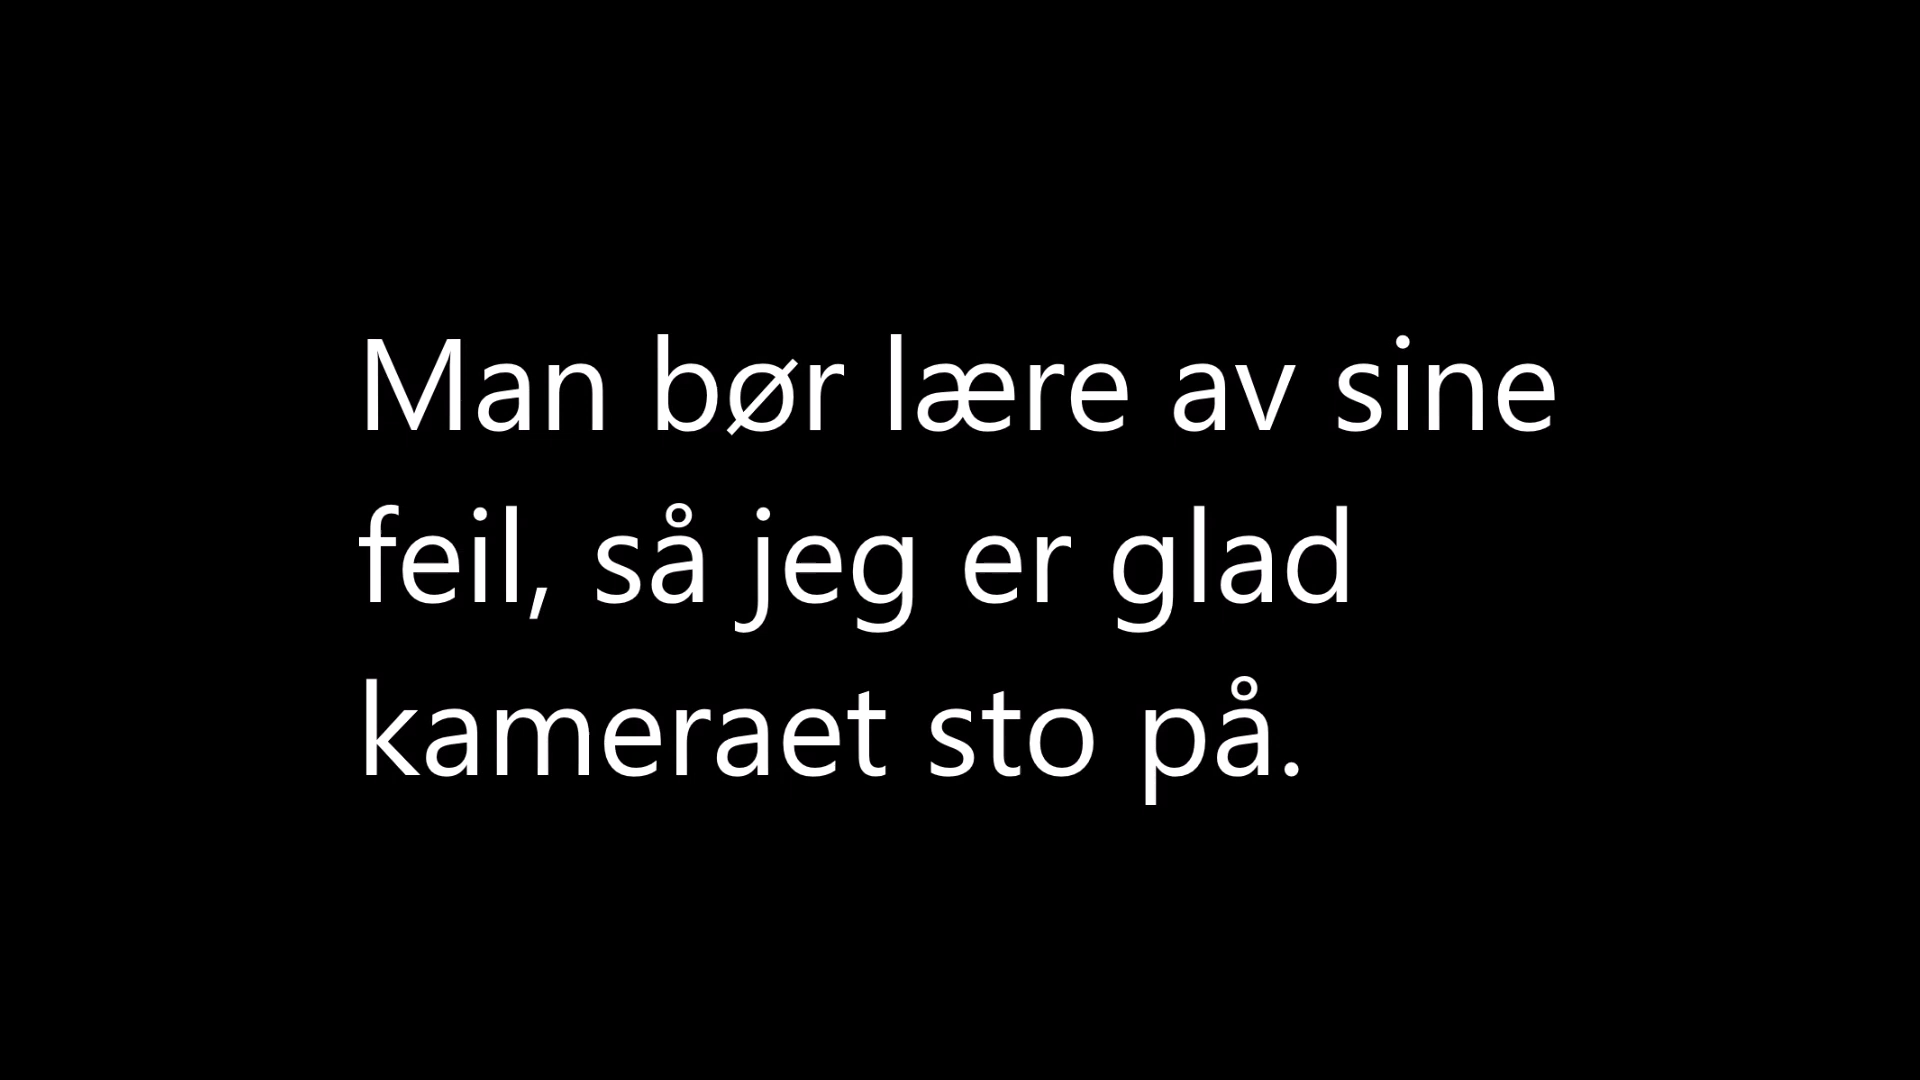 Man bør lære av sine
feil, så jeg er glad
kameraet sto på.